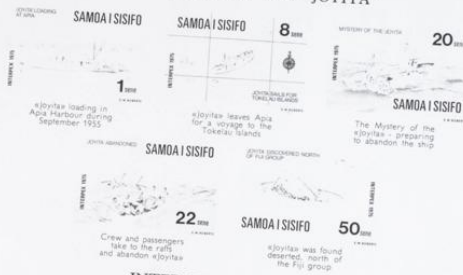 JOYITA
JOYITA LOADING
AT APIA
SAMOA I SISIFO
INTERPEX 1975
1 sene
«Joyita» loading in
Apia Harbour during
September 1955
SAMOA I SISIFO
8 sene
INTERPEX 1975
JOYITA SAILS FOR
TOKELAU ISLANDS
«Joyita» leaves Apia
for a voyage to the
Tokelau Islands
MYSTERY OF THE JOYITA
20 sene
INTERPEX 1975
SAMOA I SISIFO
The Mystery of the
«Joyita» - preparing
to abandon the ship
JOYITA ABANDONED
SAMOA I SISIFO
INTERPEX 1975
22 sene
Crew and passengers
take to the rafts
and abandon «Joyita»
JOYITA DISCOVERED NORTH
OF FIJI GROUP
INTERPEX 1975
SAMOA I SISIFO
50 sene
«Joyita» was found
deserted, north of
the Fiji group